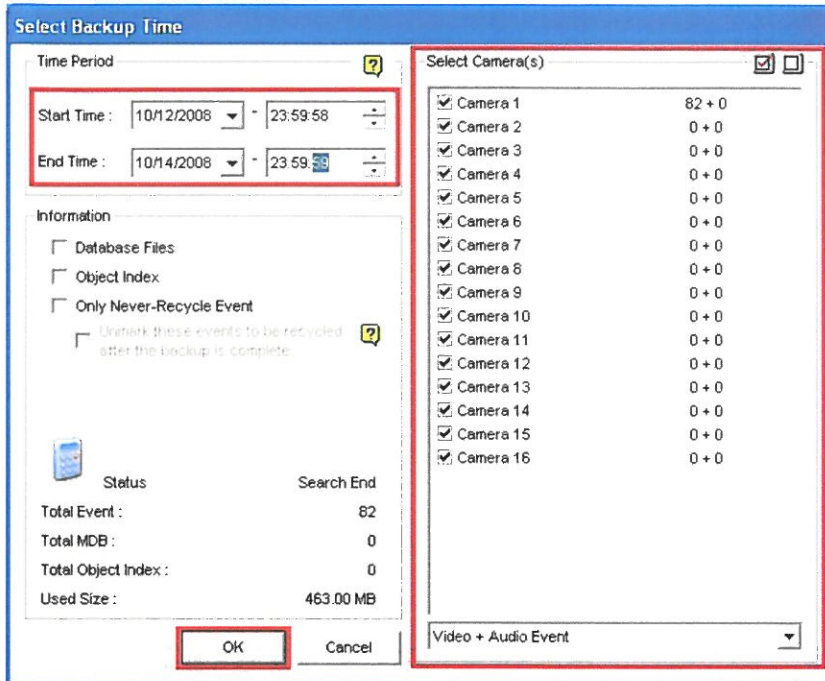 Select Backup Time
Time Period
?
Start Time : 10/12/2008 - 23:59:58
End Time : 10/14/2008 - 23:59:59
Information
Database Files
Object Index
Only Never-Recycle Event
Unmark these events to be recycled
after the backup is complete
?
Status Search End
Total Event : 82
Total MDB : 0
Total Object Index : 0
Used Size : 463.00 MB
OK Cancel
Select Camera(s)
Camera 1 82 + 0
Camera 2 0 + 0
Camera 3 0 + 0
Camera 4 0 + 0
Camera 5 0 + 0
Camera 6 0 + 0
Camera 7 0 + 0
Camera 8 0 + 0
Camera 9 0 + 0
Camera 10 0 + 0
Camera 11 0 + 0
Camera 12 0 + 0
Camera 13 0 + 0
Camera 14 0 + 0
Camera 15 0 + 0
Camera 16 0 + 0
Video + Audio Event